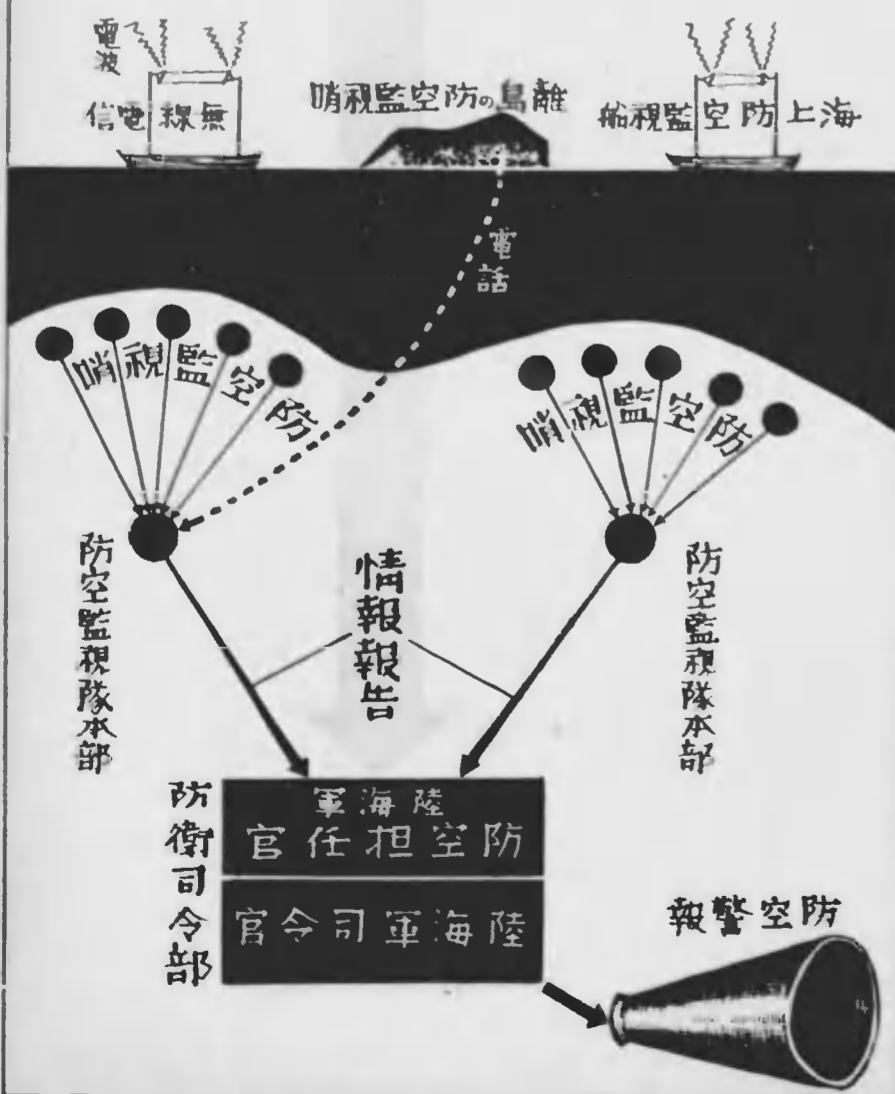 海上防空監視船
離島の防空監視哨
電波
無線電信
電話
防空監視哨
防空監視哨
防空監視隊本部
防空監視隊本部
情報報告
防衛司令部
陸海軍
防空担任官
陸海軍司令官
防空警報